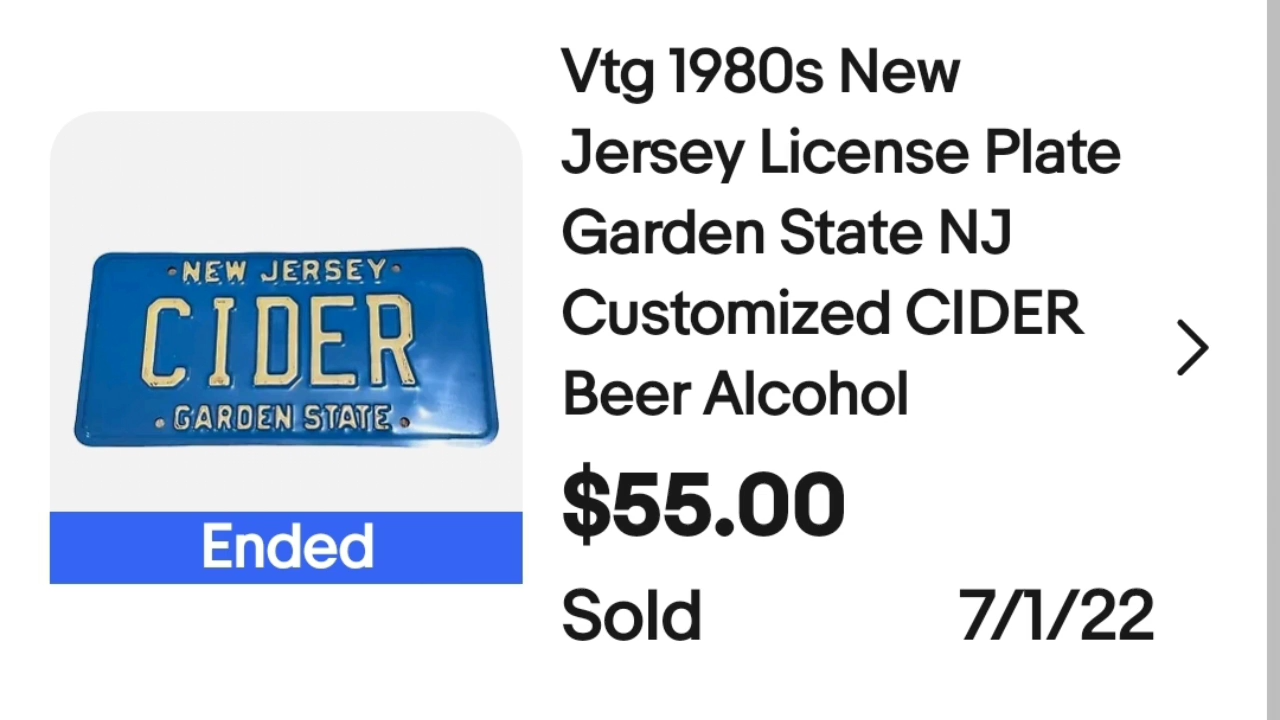 Vtg 1980s New
Jersey License Plate
Garden State NJ
Customized CIDER
Beer Alcohol
$55.00
Sold 7/1/22
NEW JERSEY
CIDER
GARDEN STATE
Ended